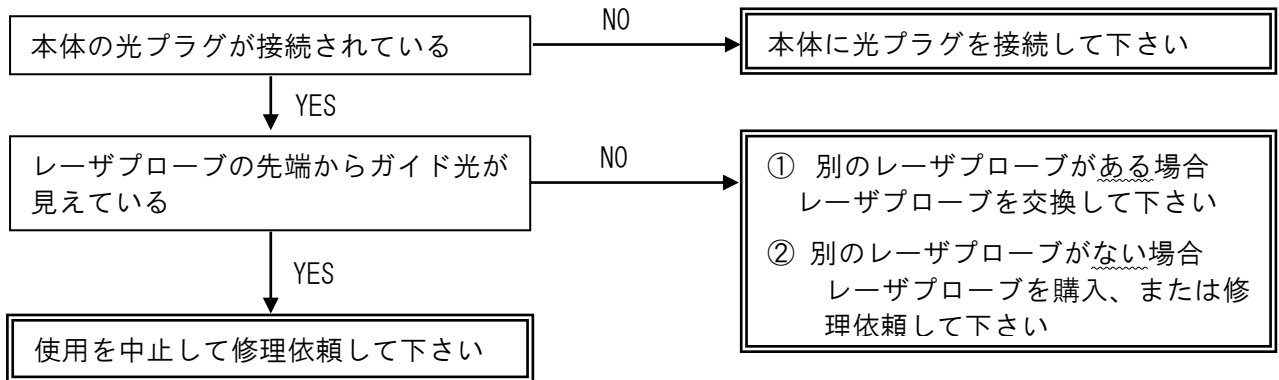 本体の光プラグが接続されている
NO
本体に光プラグを接続して下さい
YES
レーザプローブの先端からガイド光が
見えている
NO
① 別のレーザプローブがある場合
レーザプローブを交換して下さい
② 別のレーザプローブがない場合
レーザプローブを購入、または修
理依頼して下さい
YES
使用を中止して修理依頼して下さい